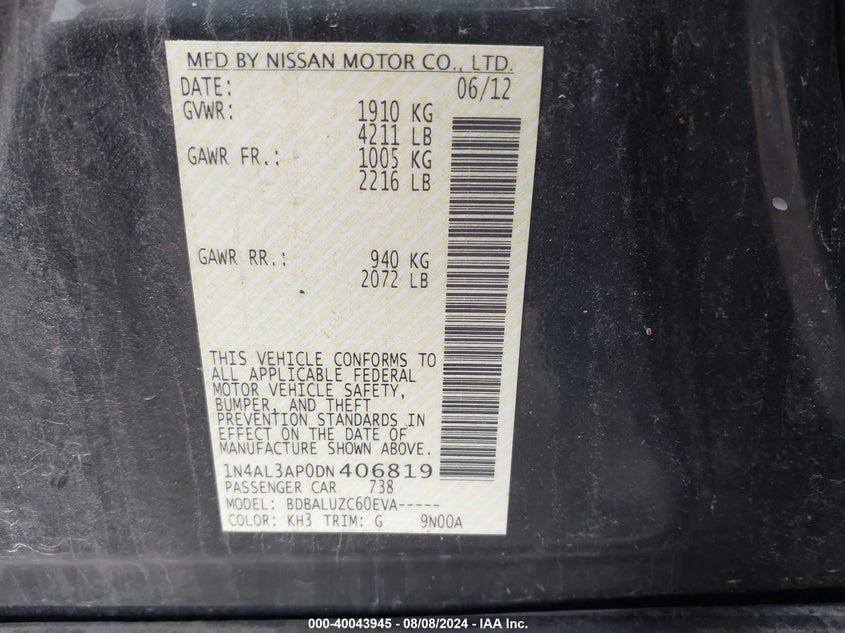 MFD BY NISSAN MOTOR CO., LTD.
DATE: 06/12
GVWR: 1910 KG
4211 LB
GAWR FR.: 1005 KG
2216 LB
GAWR RR.: 940 KG
2072 LB
THIS VEHICLE CONFORMS TO
ALL APPLICABLE FEDERAL
MOTOR VEHICLE SAFETY,
BUMPER, AND THEFT
PREVENTION STANDARDS IN
EFFECT ON THE DATE OF
MANUFACTURE SHOWN ABOVE.
1N4AL3AP0DN406819
PASSENGER CAR 738
MODEL: BDBALUZC60EVA-----
COLOR: KH3 TRIM: G 9N00A
000-40043945 - 08/08/2024 - IAA Inc.